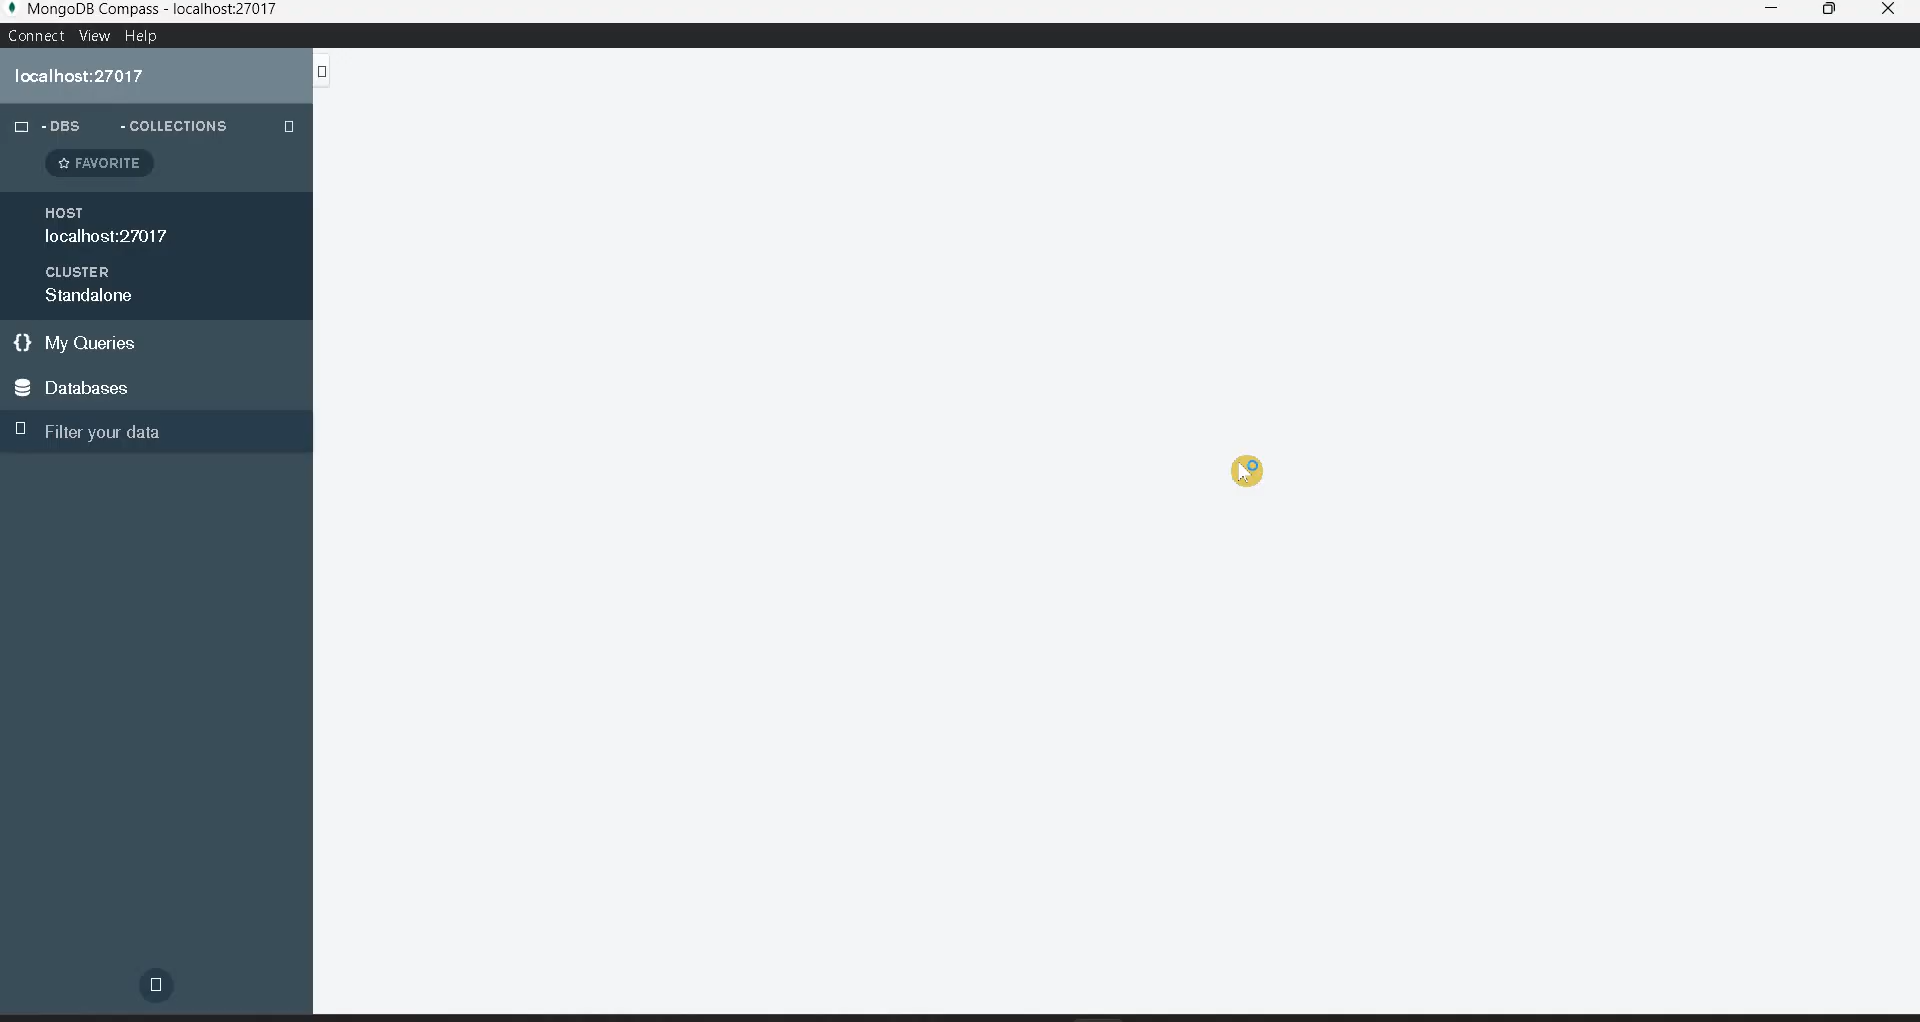 MongoDB Compass - localhost:27017
Connect View Help
localhost:27017
- DBS - COLLECTIONS
FAVORITE
HOST
localhost:27017
CLUSTER
Standalone
{} My Queries
Databases
Filter your data